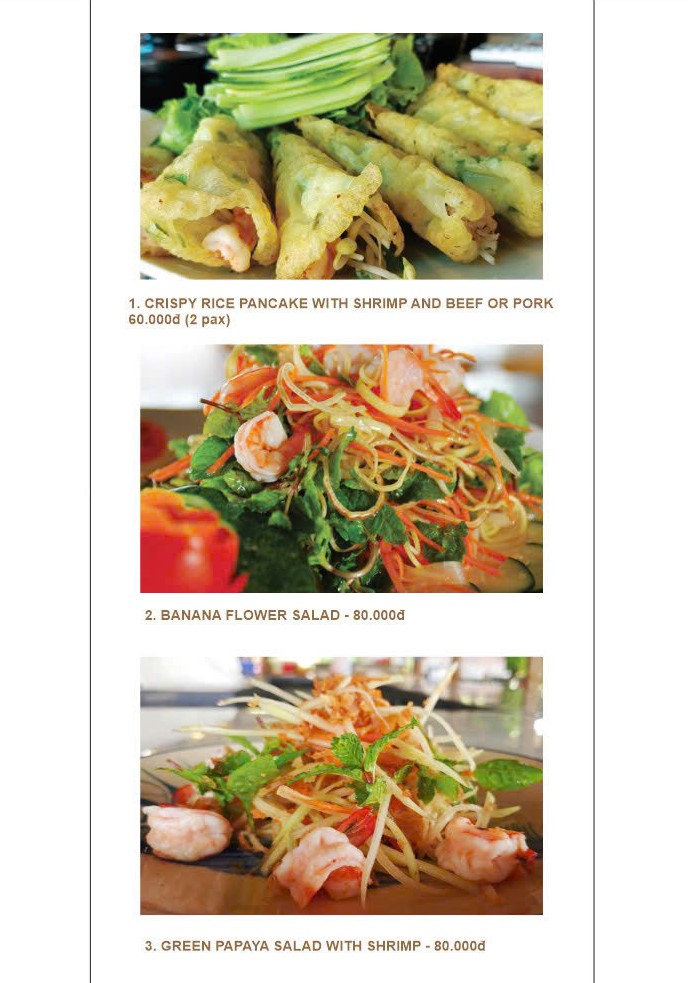 1. CRISPY RICE PANCAKE WITH SHRIMP AND BEEF OR PORK
60.000đ (2 pax)
2. BANANA FLOWER SALAD - 80.000đ
3. GREEN PAPAYA SALAD WITH SHRIMP - 80.000đ